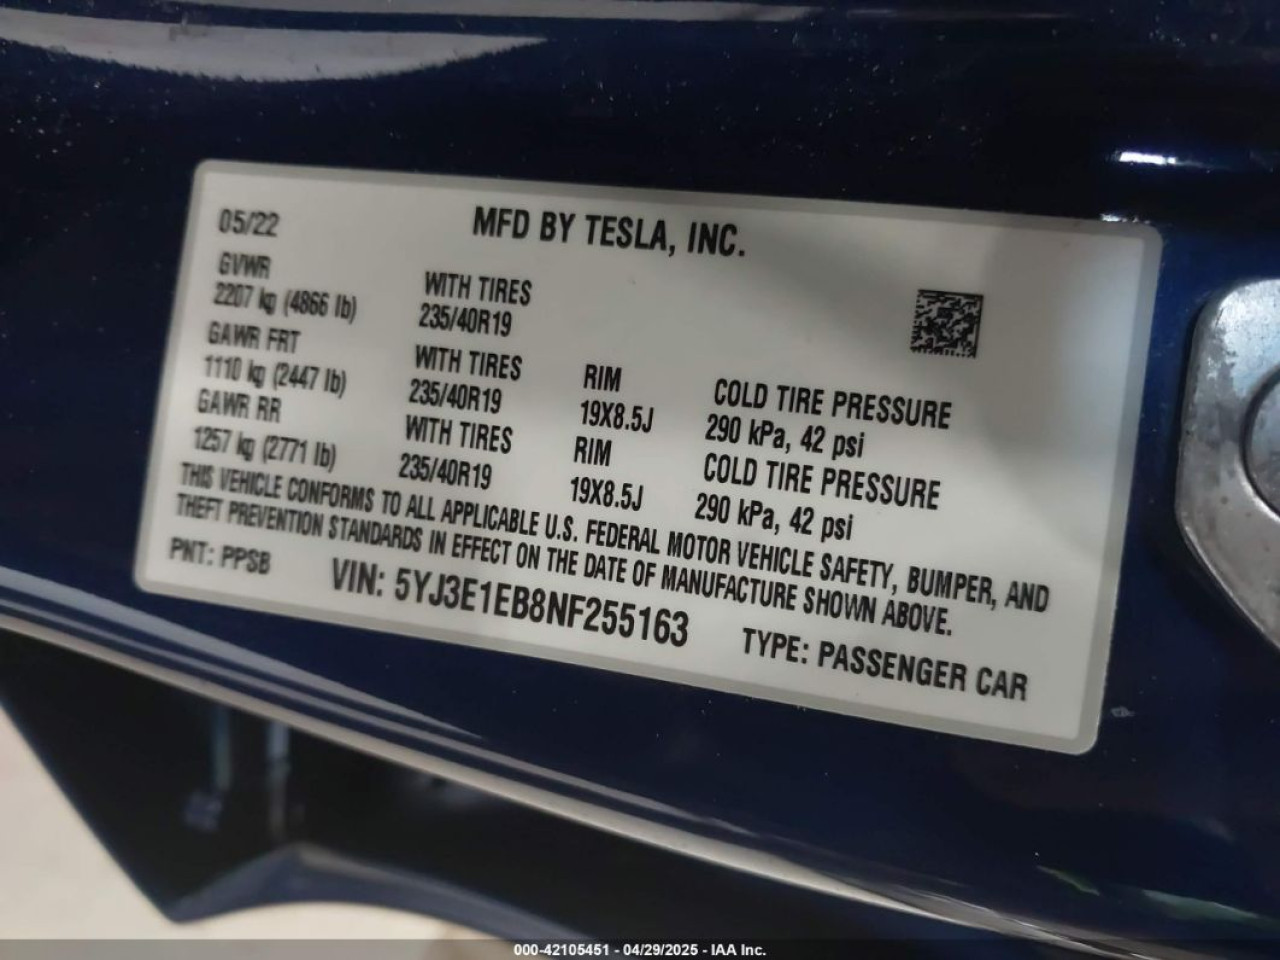 05/22 MFD BY TESLA, INC.
GVWR WITH TIRES
2207 kg (4866 lb) 235/40R19
GAWR FRT WITH TIRES RIM COLD TIRE PRESSURE
1110 kg (2447 lb) 235/40R19 19X8.5J 290 kPa, 42 psi
GAWR RR WITH TIRES RIM COLD TIRE PRESSURE
1257 kg (2771 lb) 235/40R19 19X8.5J 290 kPa, 42 psi
THIS VEHICLE CONFORMS TO ALL APPLICABLE U.S. FEDERAL MOTOR VEHICLE SAFETY, BUMPER, AND
THEFT PREVENTION STANDARDS IN EFFECT ON THE DATE OF MANUFACTURE SHOWN ABOVE.
PNT: PPSB VIN: 5YJ3E1EB8NF255163 TYPE: PASSENGER CAR
000-42105451 - 04/29/2025 - IAA Inc.